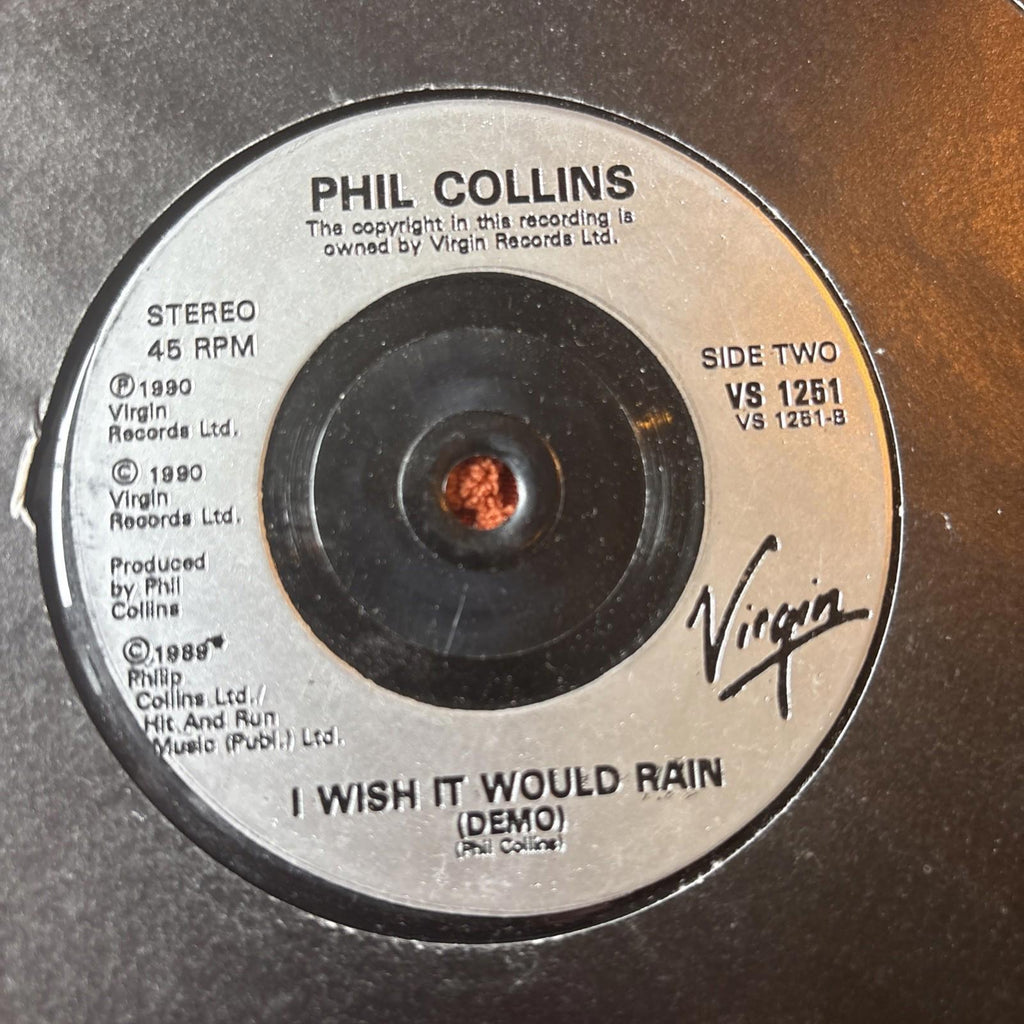 PHIL COLLINS
The copyright in this recording is
owned by Virgin Records Ltd.
STEREO
45 RPM
Ⓟ1990
Virgin
Records Ltd.
© 1990
Virgin
Records Ltd.
Produced
by Phil
Collins
©1989
Philip
Collins Ltd./
Hit And Run
Music (Publ.) Ltd.
SIDE TWO
VS 1251
VS 1251-B
Virgin
I WISH IT WOULD RAIN
(DEMO)
(Phil Collins)